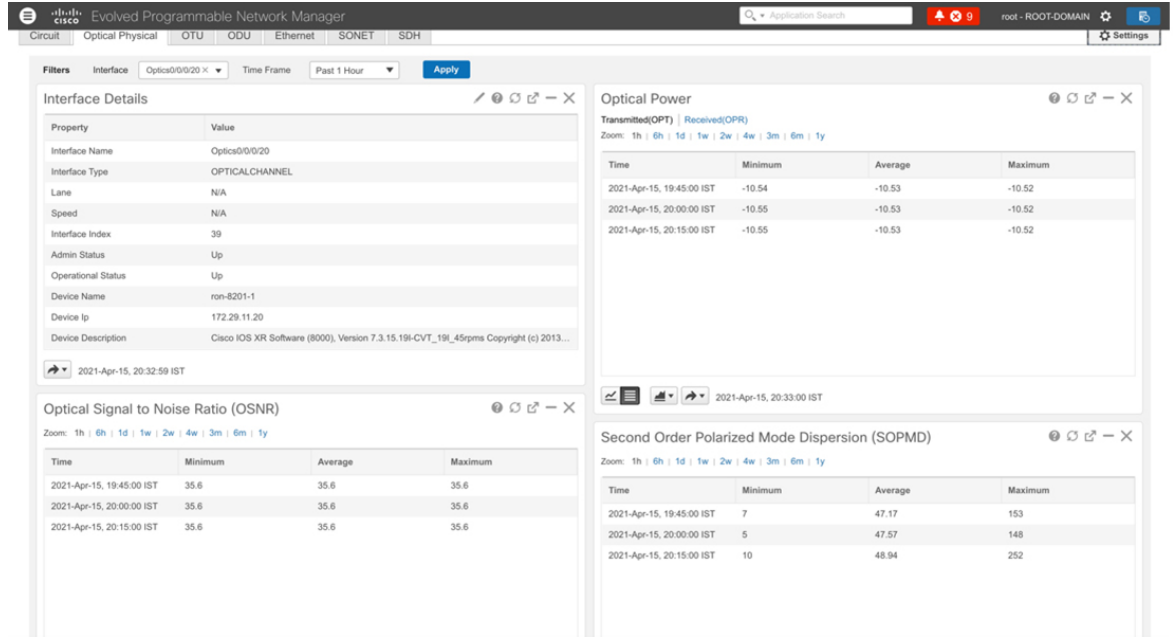 cisco Evolved Programmable Network Manager
Application Search
9
root - ROOT-DOMAIN
Circuit Optical Physical OTU ODU Ethernet SONET SDH
Settings
Filters Interface Optics0/0/0/20 Time Frame Past 1 Hour Apply
Interface Details
Property Value
Interface Name Optics0/0/0/20
Interface Type OPTICALCHANNEL
Lane N/A
Speed N/A
Interface Index 39
Admin Status Up
Operational Status Up
Device Name ron-8201-1
Device Ip 172.29.11.20
Device Description Cisco IOS XR Software (8000), Version 7.3.15.19I-CVT_19I_45rpms Copyright (c) 2013...
2021-Apr-15, 20:32:59 IST
Optical Power
Transmitted(OPT) | Received(OPR)
Zoom: 1h | 6h | 1d | 1w | 2w | 4w | 3m | 6m | 1y
Time Minimum Average Maximum
2021-Apr-15, 19:45:00 IST -10.54 -10.53 -10.52
2021-Apr-15, 20:00:00 IST -10.55 -10.53 -10.52
2021-Apr-15, 20:15:00 IST -10.55 -10.53 -10.52
2021-Apr-15, 20:33:00 IST
Optical Signal to Noise Ratio (OSNR)
Zoom: 1h | 6h | 1d | 1w | 2w | 4w | 3m | 6m | 1y
Time Minimum Average Maximum
2021-Apr-15, 19:45:00 IST 35.6 35.6 35.6
2021-Apr-15, 20:00:00 IST 35.6 35.6 35.6
2021-Apr-15, 20:15:00 IST 35.6 35.6 35.6
Second Order Polarized Mode Dispersion (SOPMD)
Zoom: 1h | 6h | 1d | 1w | 2w | 4w | 3m | 6m | 1y
Time Minimum Average Maximum
2021-Apr-15, 19:45:00 IST 7 47.17 153
2021-Apr-15, 20:00:00 IST 5 47.57 148
2021-Apr-15, 20:15:00 IST 10 48.94 252